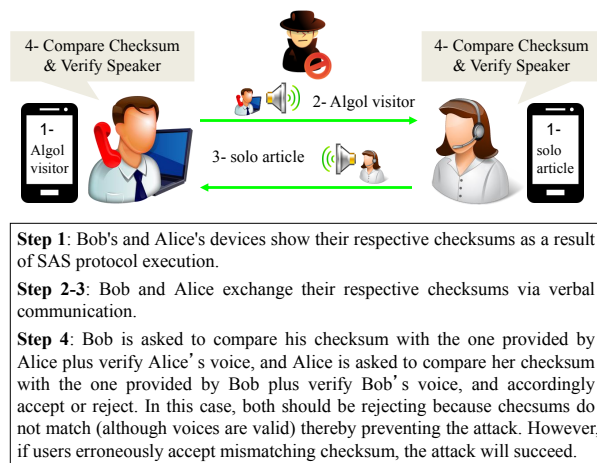 4- Compare Checksum
& Verify Speaker
4- Compare Checksum
& Verify Speaker
1-
Algol
visitor
2- Algol visitor
3- solo article
1-
solo
article
Step 1: Bob's and Alice's devices show their respective checksums as a result
of SAS protocol execution.
Step 2-3: Bob and Alice exchange their respective checksums via verbal
communication.
Step 4: Bob is asked to compare his checksum with the one provided by
Alice plus verify Alice’s voice, and Alice is asked to compare her checksum
with the one provided by Bob plus verify Bob’s voice, and accordingly
accept or reject. In this case, both should be rejecting because checsums do
not match (although voices are valid) thereby preventing the attack. However,
if users erroneously accept mismatching checksum, the attack will succeed.